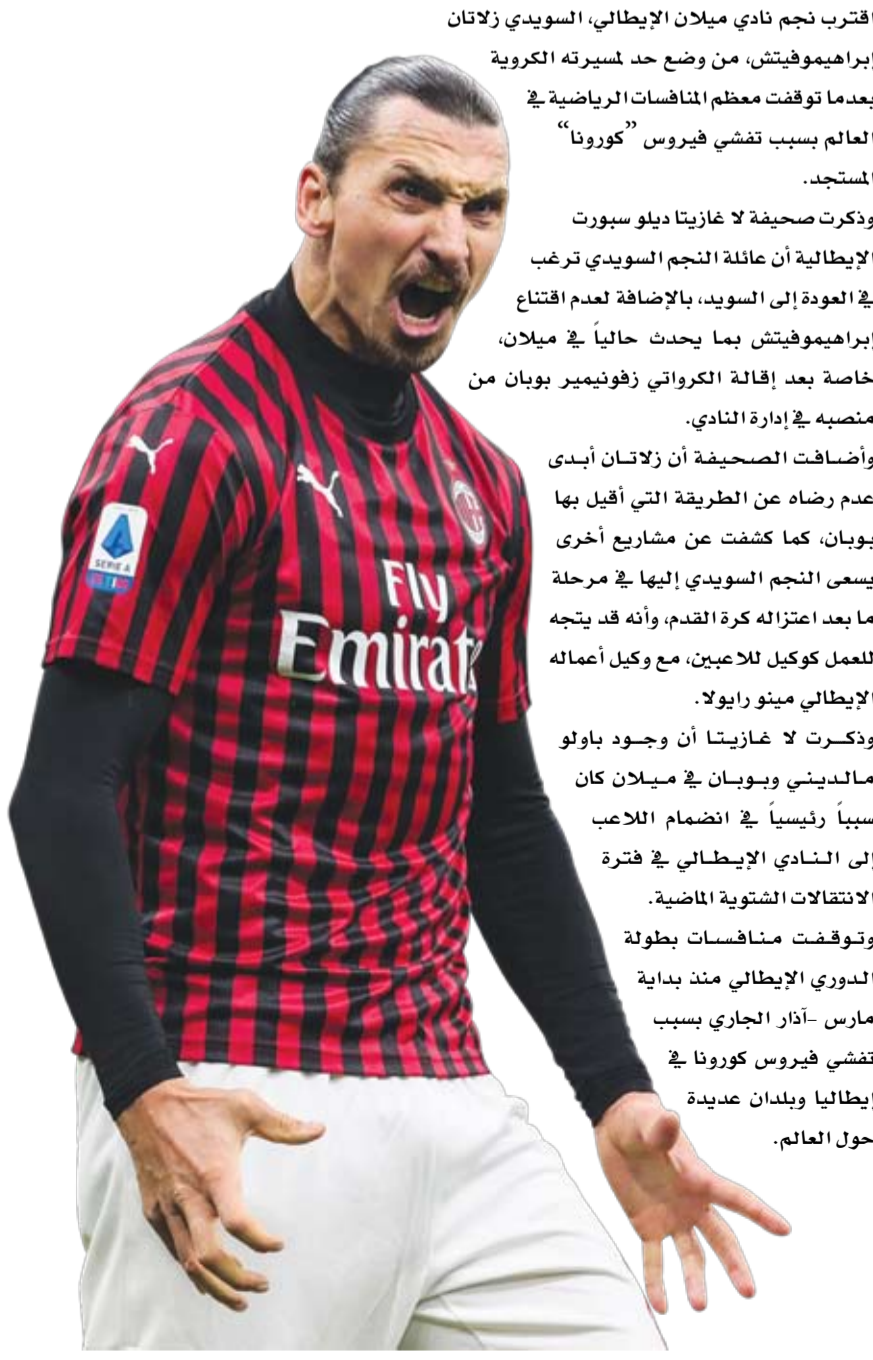 اقترب نجم نادي ميلان الإيطالي، السويدي زلاتان
إبراهيموفيتش، من وضع حد لمسيرته الكروية
بعدما توقفت معظم المنافسات الرياضية في
العالم بسبب تفشي فيروس ”كورونا“
المستجد.
وذكرت صحيفة لا غازيتا ديلو سبورت
الإيطالية أن عائلة النجم السويدي ترغب
في العودة إلى السويد، بالإضافة لعدم اقتناع
إبراهيموفيتش بما يحدث حالياً في ميلان،
خاصة بعد إقالة الكرواتي زفونيمير بوبان من
منصبه في إدارة النادي.
وأضافت الصحيفة أن زلاتان أبدى
عدم رضاه عن الطريقة التي أقيل بها
بوبان، كما كشفت عن مشاريع أخرى
يسعى النجم السويدي إليها في مرحلة
ما بعد اعتزاله كرة القدم، وأنه قد يتجه
للعمل كوكيل للاعبين، مع وكيل أعماله
الإيطالي مينو رايولا.
وذكرت لا غازيتا أن وجود باولو
مالديني وبوبان في ميلان كان
سبباً رئيسياً في انضمام اللاعب
إلى النادي الإيطالي في فترة
الانتقالات الشتوية الماضية.
وتوقفت منافسات بطولة
الدوري الإيطالي منذ بداية
مارس -آذار الجاري بسبب
تفشي فيروس كورونا في
إيطاليا وبلدان عديدة
حول العالم.
SERIE A
Fly
Emirates